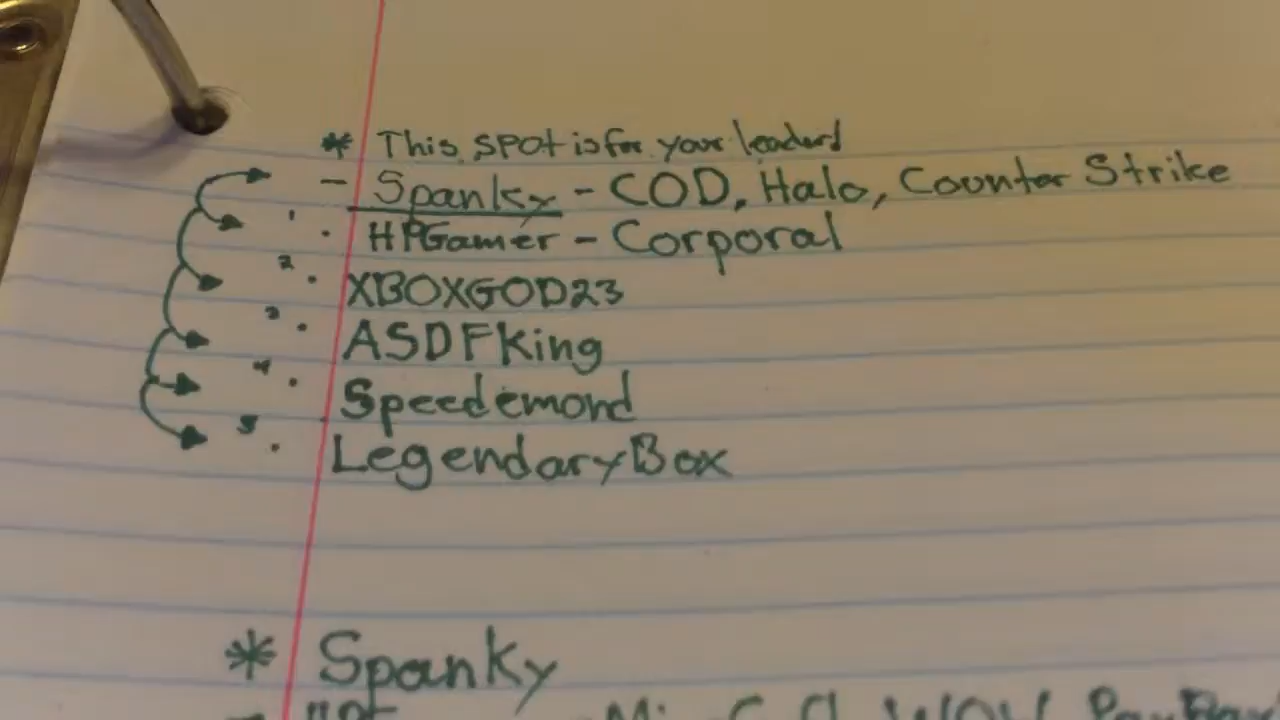 * This SPOt is for your leader!
- Spanky - COD, Halo, Counter Strike
1. HPGamer - Corporal
2. XBOXGOD23
3. ASDFKing
4. Speedemond
5. LegendaryBox
* Spanky